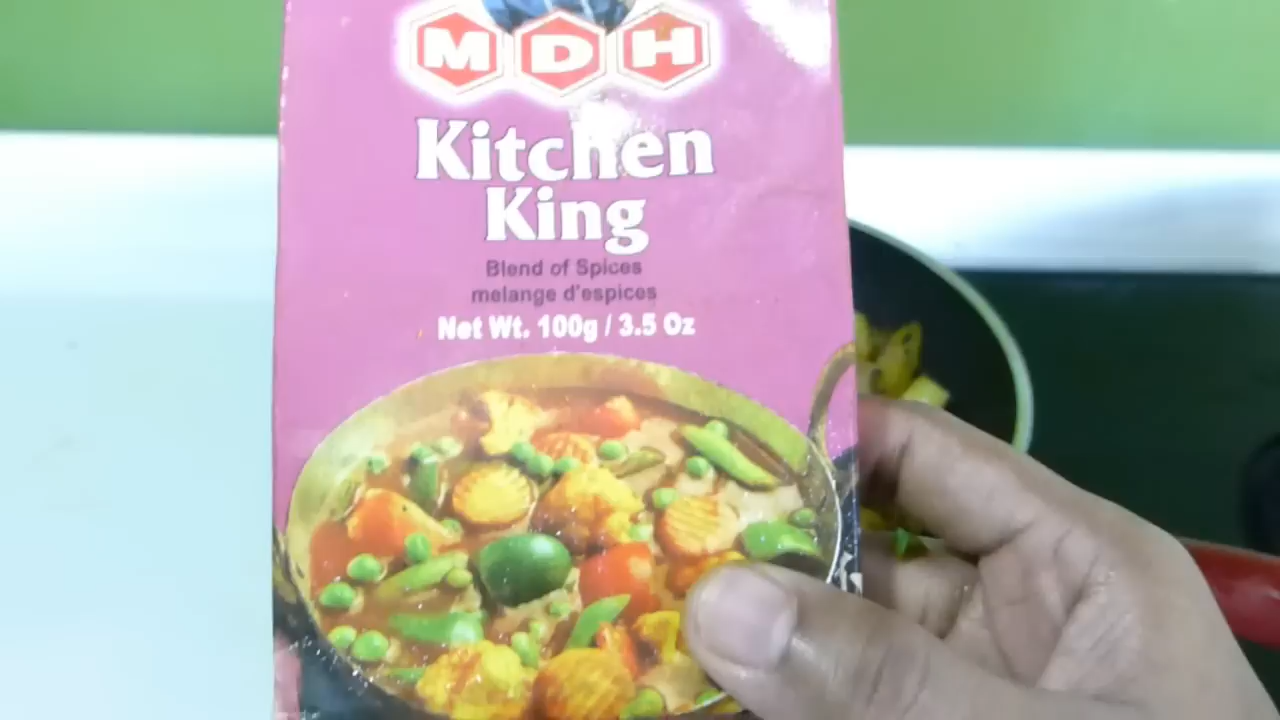 MDH
Kitchen
King
Blend of Spices
melange d'espices
Net Wt. 100g / 3.5 Oz